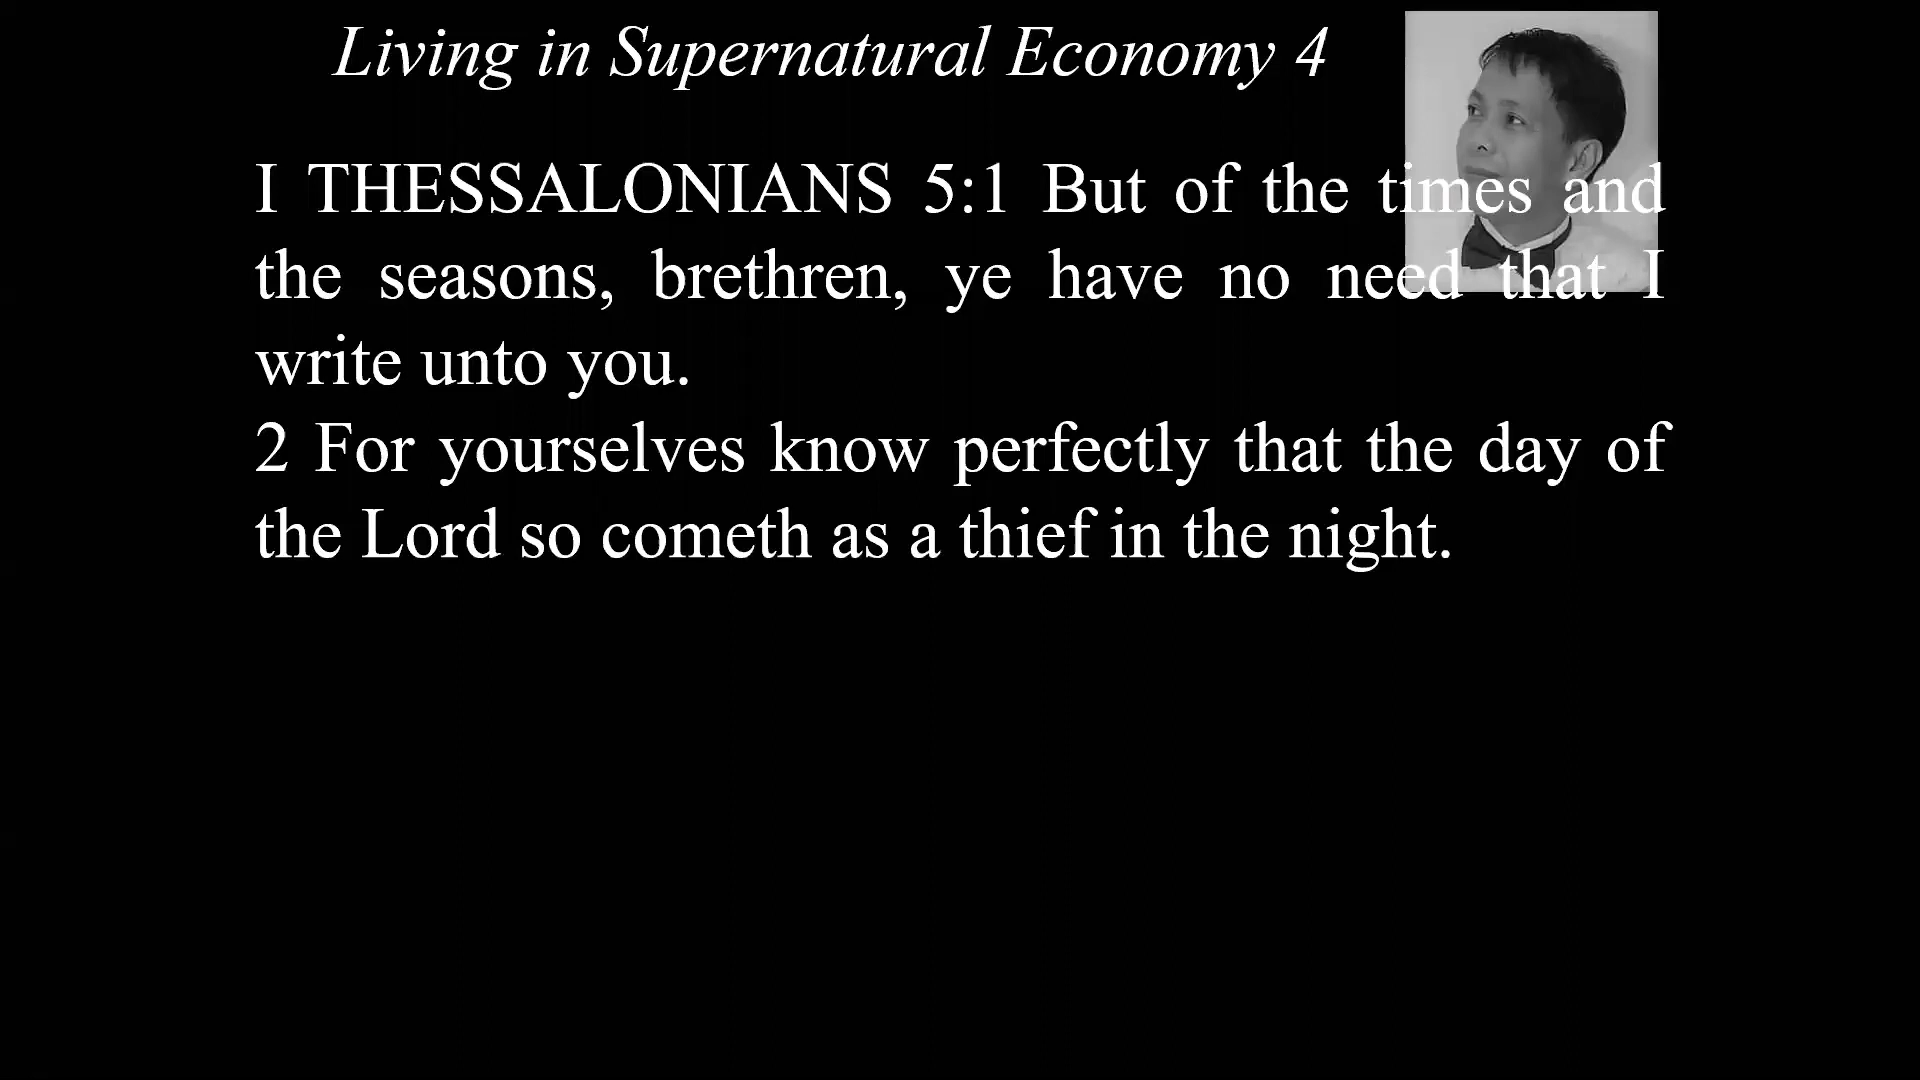 Living in Supernatural Economy 4
I THESSALONIANS 5:1 But of the times and
the seasons, brethren, ye have no need that I
write unto you.
2 For yourselves know perfectly that the day of
the Lord so cometh as a thief in the night.